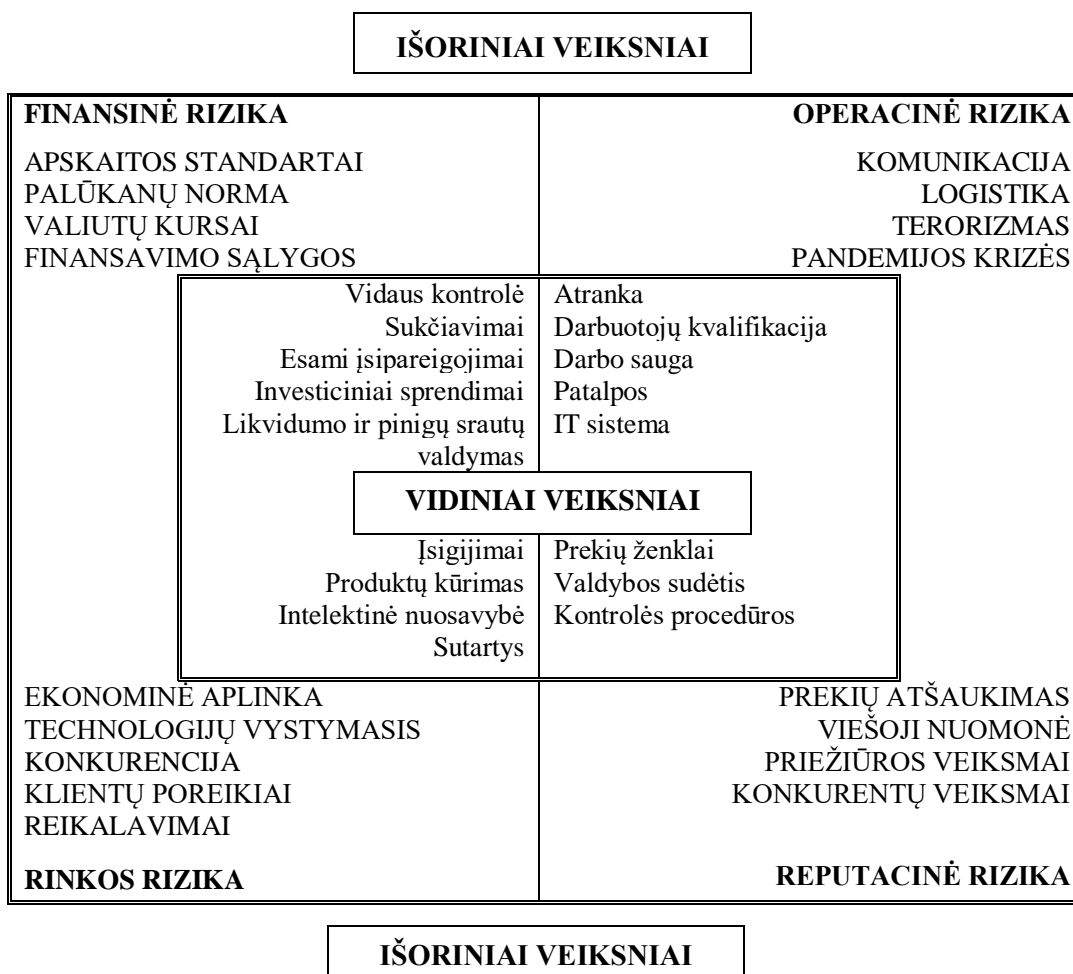 IŠORINIAI VEIKSNIAI
FINANSINĖ RIZIKA
OPERACINĖ RIZIKA
APSKAITOS STANDARTAI
PALŪKANŲ NORMA
VALIUTŲ KURSAI
FINANSAVIMO SĄLYGOS
KOMUNIKACIJA
LOGISTIKA
TERORIZMAS
PANDEMIJOS KRIZĖS
Vidaus kontrolė
Sukčiavimai
Esami įsipareigojimai
Investiciniai sprendimai
Likvidumo ir pinigų srautų
valdymas
Atranka
Darbuotojų kvalifikacija
Darbo sauga
Patalpos
IT sistema
VIDINIAI VEIKSNIAI
Įsigijimai
Produktų kūrimas
Intelektinė nuosavybė
Sutartys
Prekių ženklai
Valdybos sudėtis
Kontrolės procedūros
EKONOMINĖ APLINKA
TECHNOLOGIJŲ VYSTYMASIS
KONKURENCIJA
KLIENTŲ POREIKIAI
REIKALAVIMAI
RINKOS RIZIKA
PREKIŲ ATŠAUKIMAS
VIEŠOJI NUOMONĖ
PRIEŽIŪROS VEIKSMAI
KONKURENTŲ VEIKSMAI
REPUTACINĖ RIZIKA
IŠORINIAI VEIKSNIAI